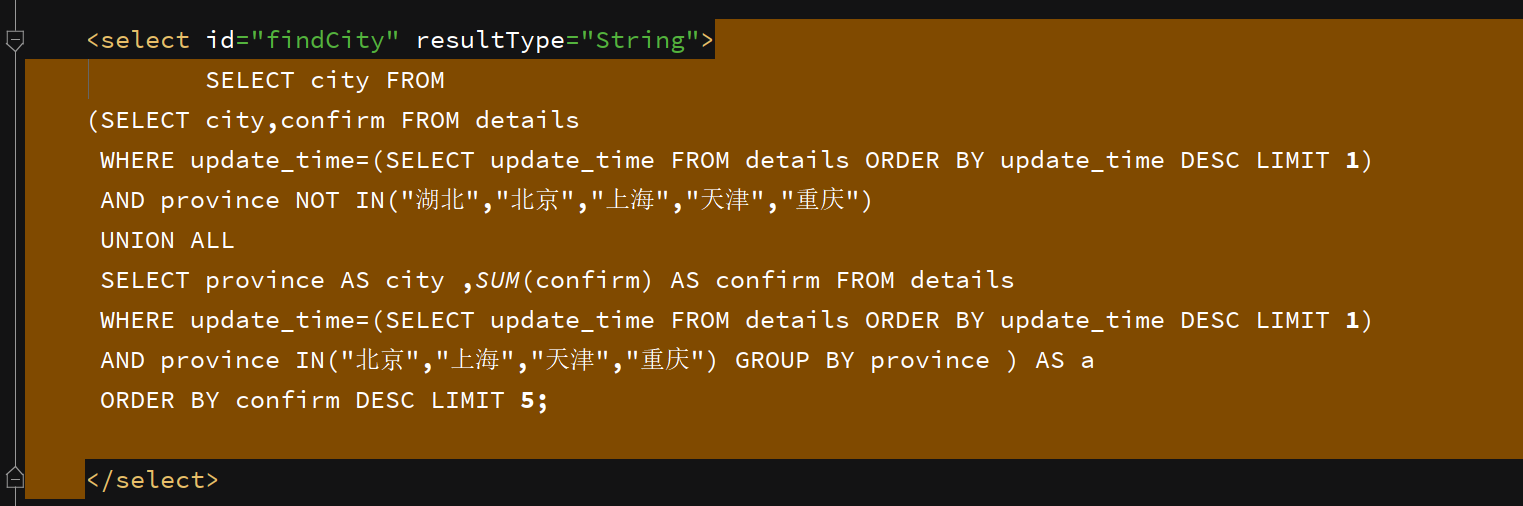 <select id="findCity" resultType="String">
SELECT city FROM
(SELECT city,confirm FROM details
WHERE update_time=(SELECT update_time FROM details ORDER BY update_time DESC LIMIT 1)
AND province NOT IN("湖北","北京","上海","天津","重庆")
UNION ALL
SELECT province AS city ,SUM(confirm) AS confirm FROM details
WHERE update_time=(SELECT update_time FROM details ORDER BY update_time DESC LIMIT 1)
AND province IN("北京","上海","天津","重庆") GROUP BY province ) AS a
ORDER BY confirm DESC LIMIT 5;
</select>